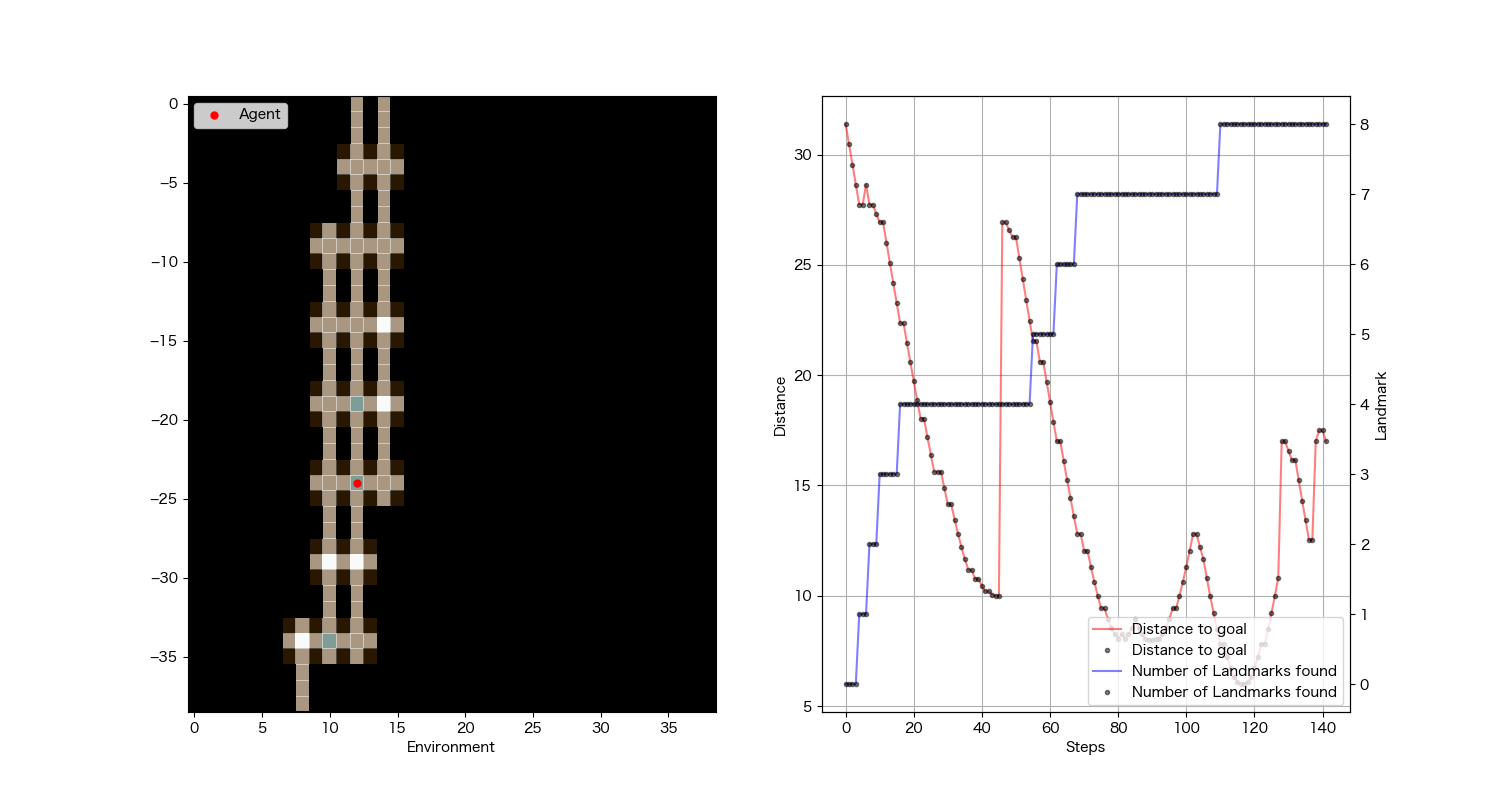 Agent
0
−5
−10
−15
−20
−25
−30
−35
0 5 10 15 20 25 30 35
Environment
Distance
30
25
20
15
10
5
0 20 40 60 80 100 120 140
Steps
8
7
6
5
4
3
2
1
0
Landmark
Distance to goal
Distance to goal
Number of Landmarks found
Number of Landmarks found